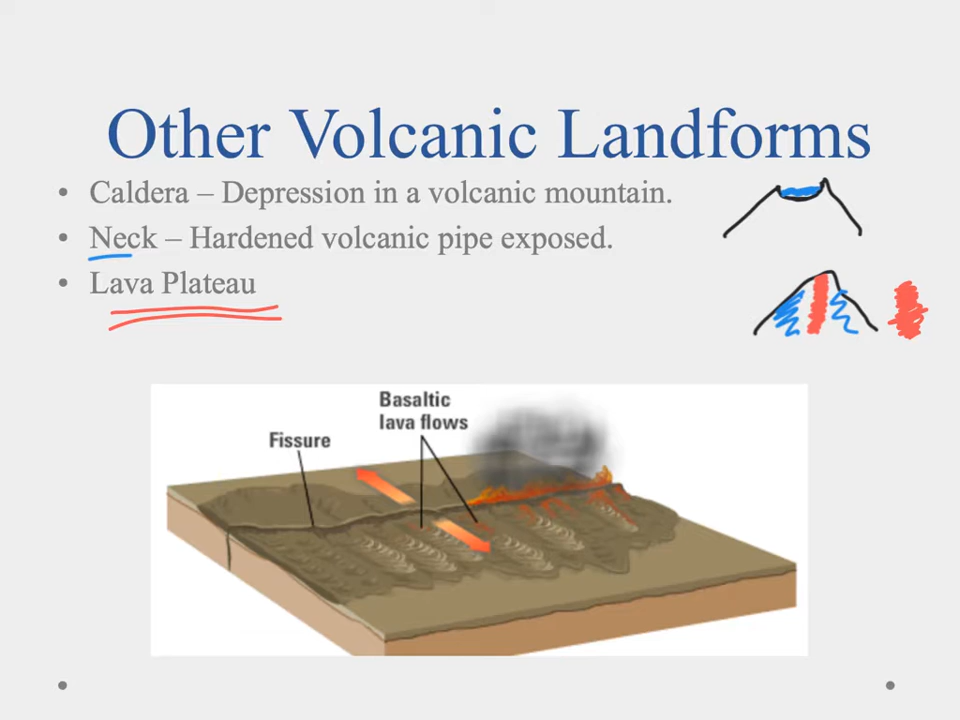 Other Volcanic Landforms
• Caldera – Depression in a volcanic mountain.
• Neck – Hardened volcanic pipe exposed.
• Lava Plateau
Basaltic
lava flows
Fissure